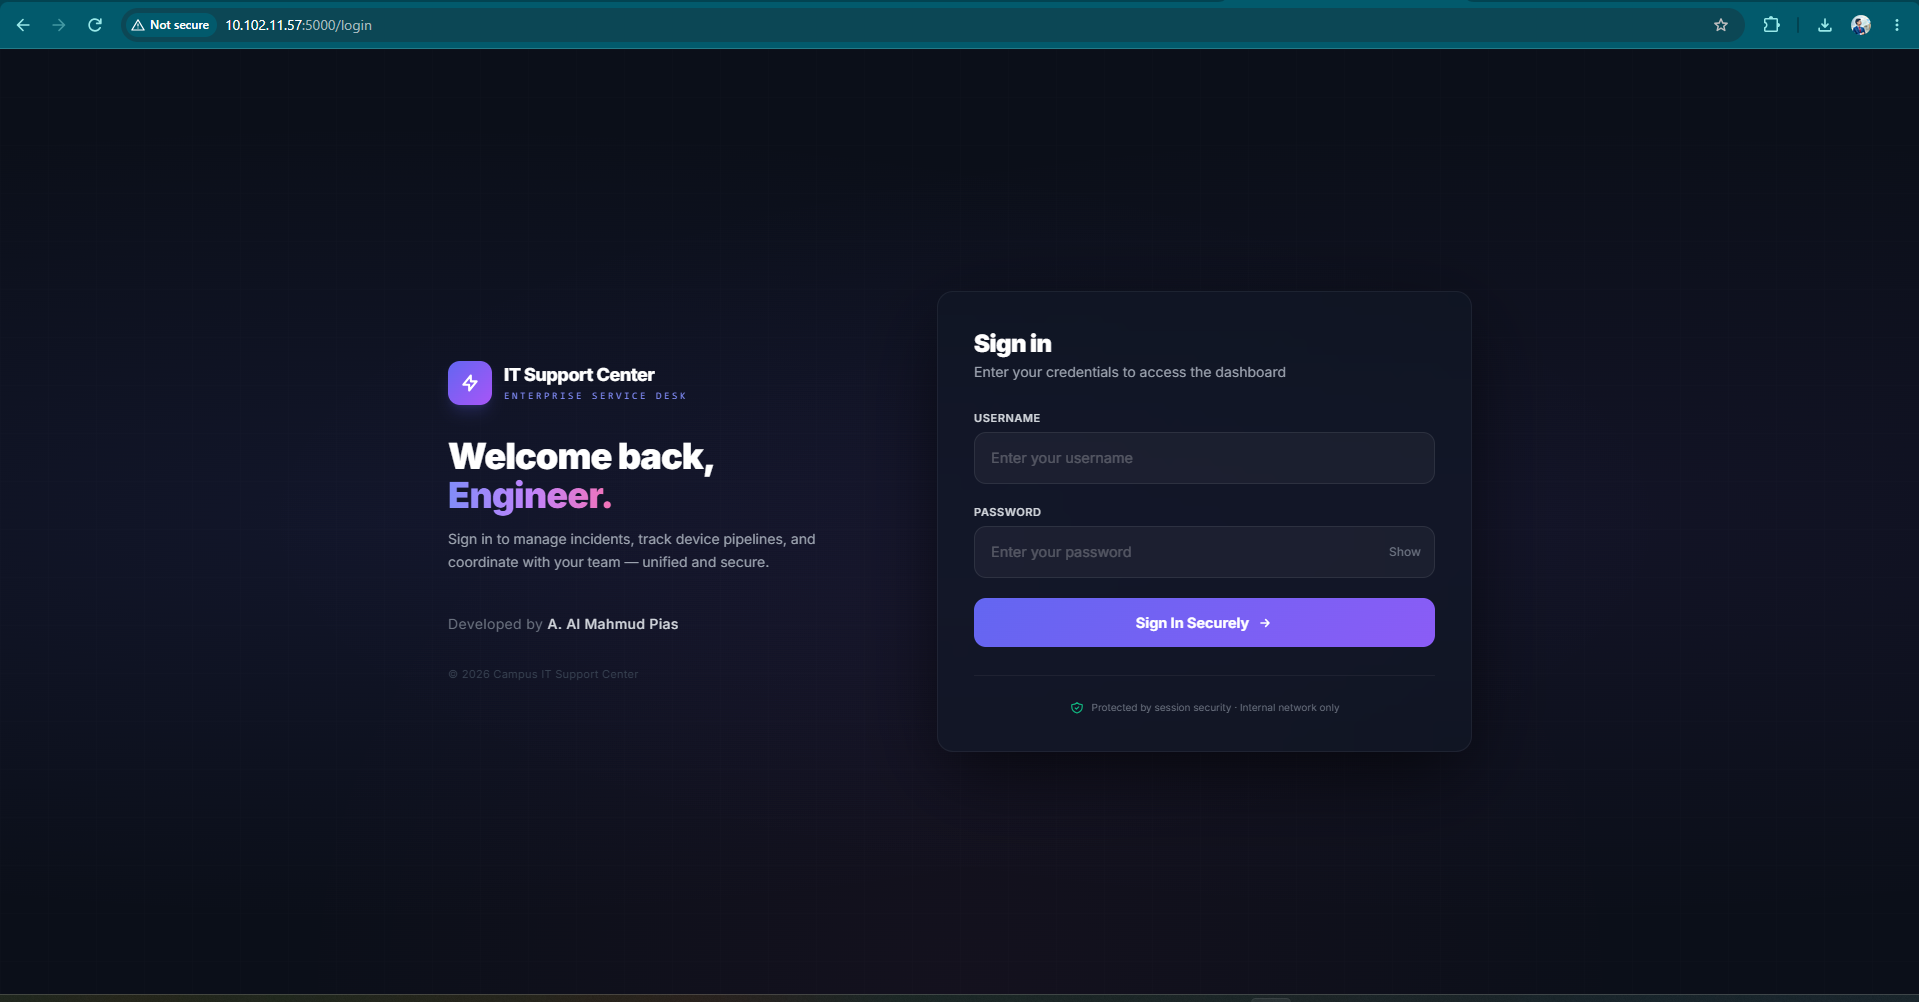 Not secure 10.102.11.57:5000/login
IT Support Center
ENTERPRISE SERVICE DESK
Welcome back,
Engineer.
Sign in to manage incidents, track device pipelines, and
coordinate with your team — unified and secure.
Developed by A. Al Mahmud Pias
© 2026 Campus IT Support Center
Sign in
Enter your credentials to access the dashboard
USERNAME
Enter your username
PASSWORD
Enter your password Show
Sign In Securely →
Protected by session security · Internal network only